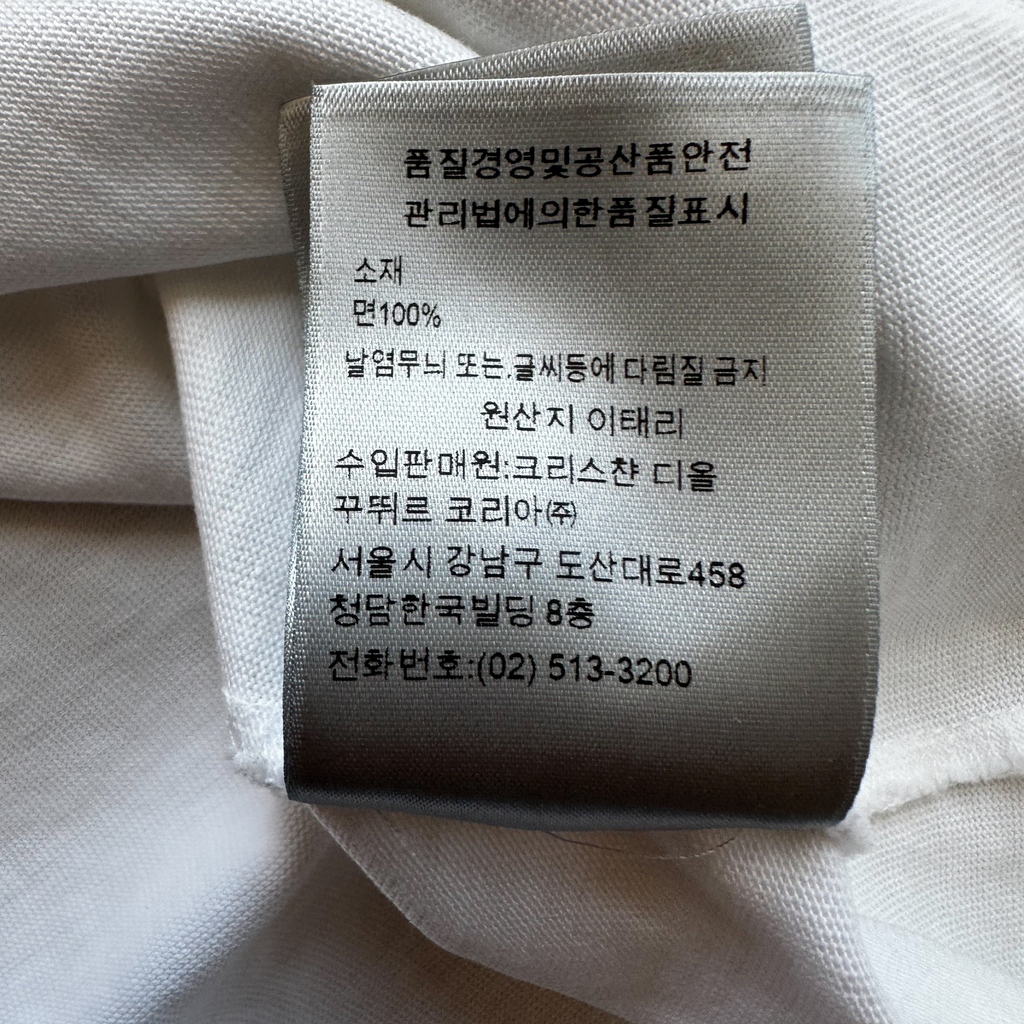 품질경영및공산품안전
관리법에의한품질표시
소재
면100%
날염무늬 또는.글씨등에 다림질 금지
원산지 이태리
수입판매원:크리스챤 디올
꾸뛰르 코리아㈜
서울시 강남구 도산대로458
청담한국빌딩 8층
전화번호:(02) 513-3200